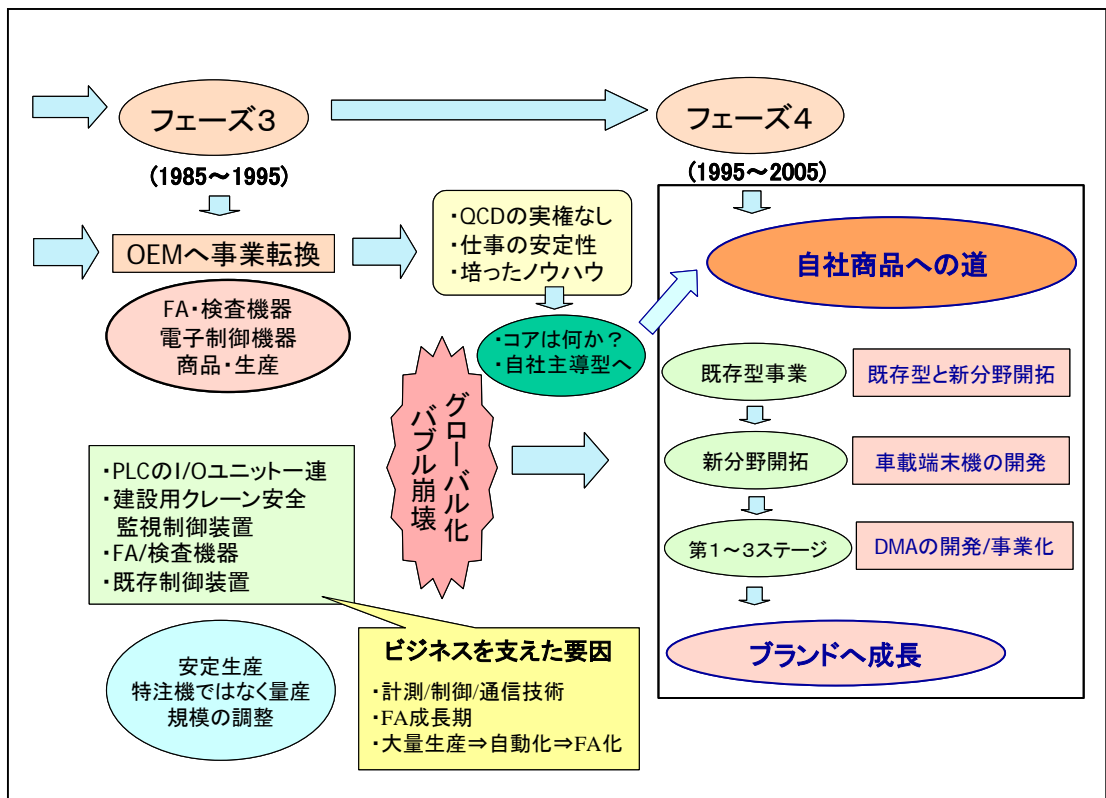 フェーズ３
(1985～1995)
OEMへ事業転換
FA・検査機器
電子制御機器
商品・生産
・QCDの実権なし
・仕事の安定性
・培ったノウハウ
・コアは何か？
・自社主導型へ
グローバル化
バブル崩壊
・PLCのI/Oユニット一連
・建設用クレーン安全
監視制御装置
・FA/検査機器
・既存制御装置
安定生産
特注機ではなく量産
規模の調整
ビジネスを支えた要因
・計測/制御/通信技術
・FA成長期
・大量生産⇒自動化⇒FA化
フェーズ４
(1995～2005)
自社商品への道
既存型事業
既存型と新分野開拓
新分野開拓
車載端末機の開発
第１～３ステージ
DMAの開発/事業化
ブランドへ成長